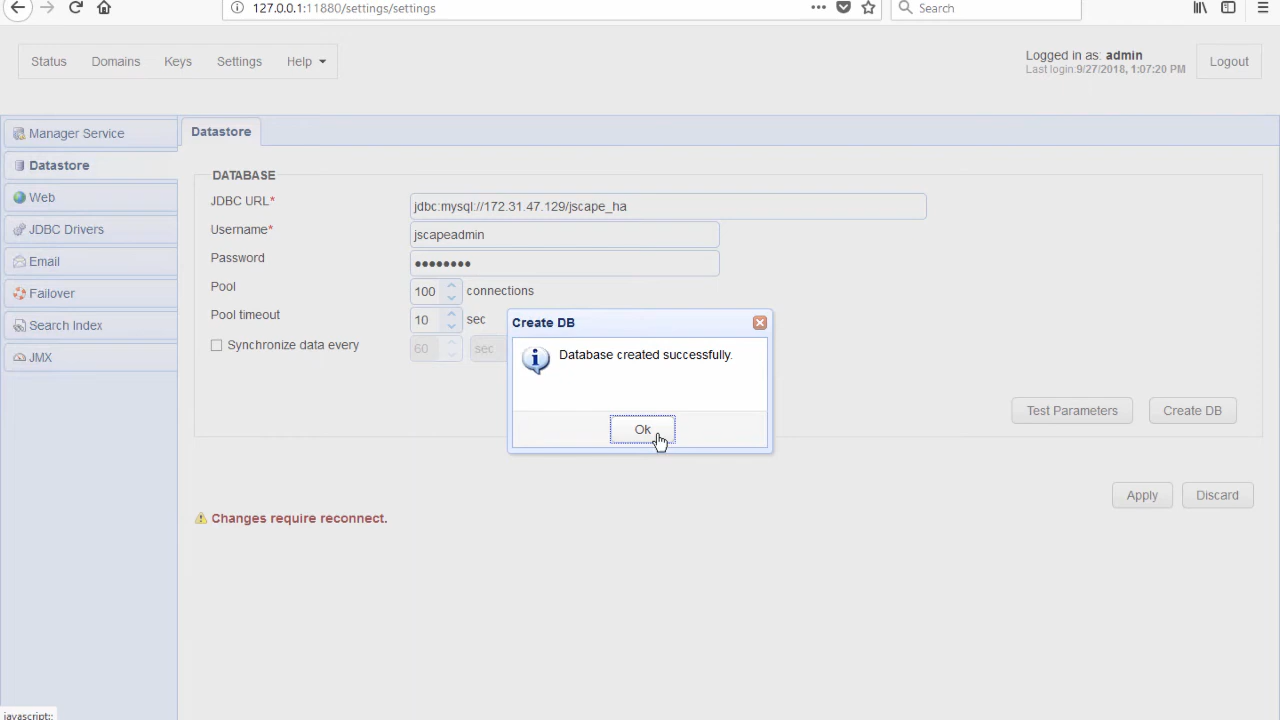 127.0.0.1:11880/settings/settings
Search
Status Domains Keys Settings Help
Logged in as: admin
Last login:9/27/2018, 1:07:20 PM
Logout
Manager Service
Datastore
Web
JDBC Drivers
Email
Failover
Search Index
JMX
Datastore
DATABASE
JDBC URL* jdbc:mysql://172.31.47.129/jscape_ha
Username* jscapeadmin
Password ••••••••
Pool 100 connections
Pool timeout 10 sec
Synchronize data every 60 sec
Create DB
Database created successfully.
Ok
Test Parameters Create DB
Apply Discard
Changes require reconnect.
javascript:;